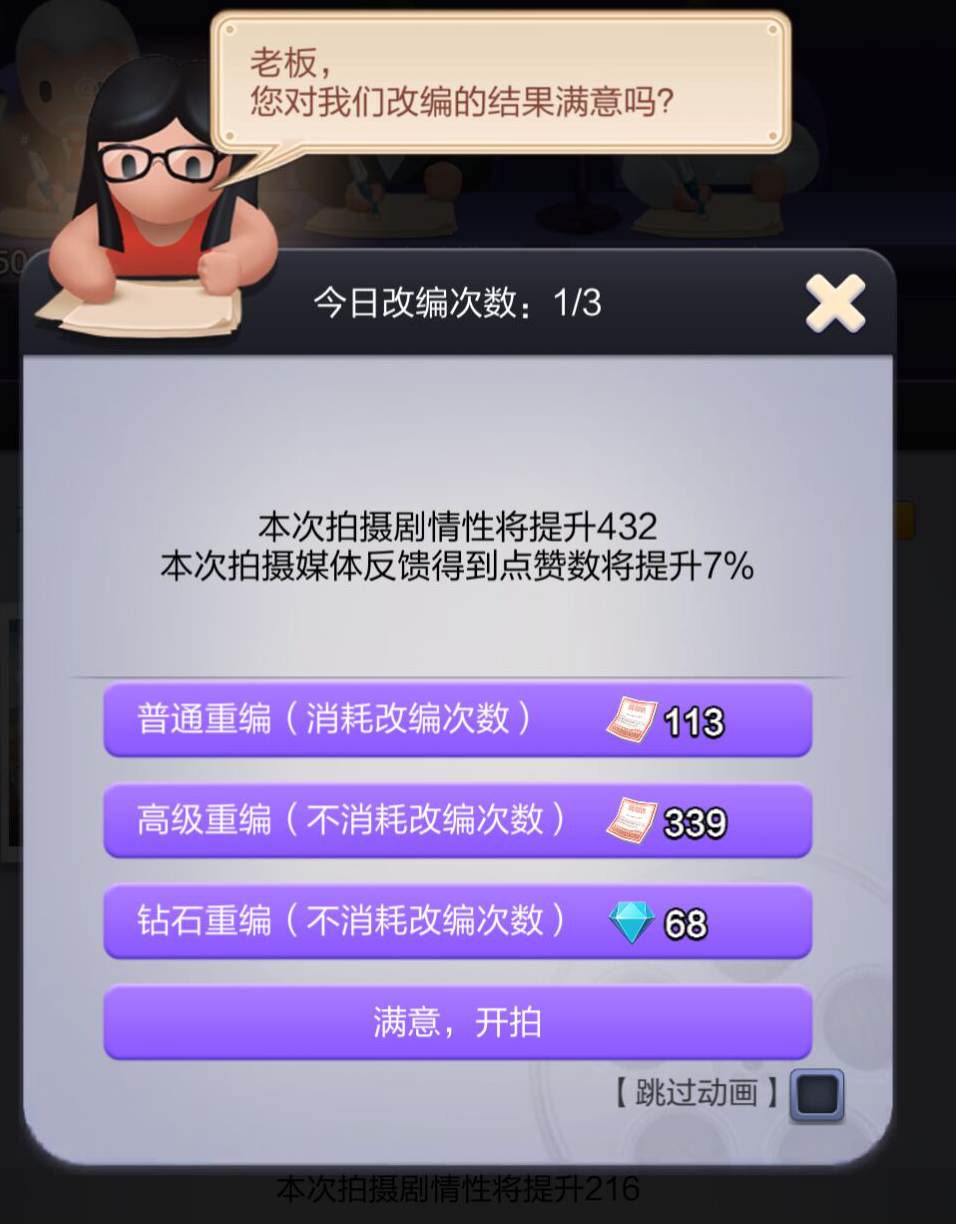 老板，
您对我们改编的结果满意吗？
50
今日改编次数：1/3
本次拍摄剧情性将提升432
本次拍摄媒体反馈得到点赞数将提升7%
普通重编（消耗改编次数） 113
高级重编（不消耗改编次数） 339
钻石重编（不消耗改编次数） 68
满意，开拍
【跳过动画】
本次拍摄剧情性将提升216